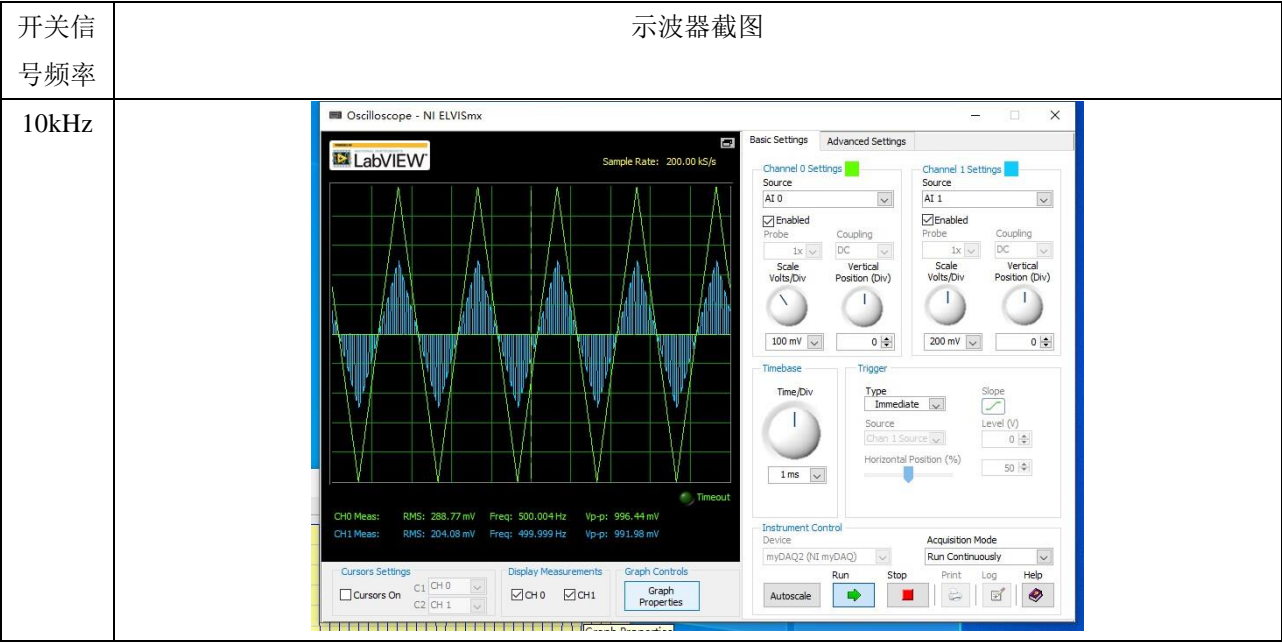 开关信
号频率
示波器截图
10kHz
Oscilloscope - NI ELVISmx
LabVIEW
Sample Rate: 200.00 kS/s
Timeout
CH0 Meas: RMS: 288.77 mV Freq: 500.004 Hz Vp-p: 996.44 mV
CH1 Meas: RMS: 204.08 mV Freq: 499.999 Hz Vp-p: 991.98 mV
Cursors Settings
Cursors On
C1 CH 0
C2 CH 1
Display Measurements
CH 0 CH1
Graph Controls
Graph
Properties
Basic Settings Advanced Settings
Channel 0 Settings
Source
AI 0
Enabled
Probe Coupling
1x DC
Scale Vertical
Volts/Div Position (Div)
100 mV 0
Channel 1 Settings
Source
AI 1
Enabled
Probe Coupling
1x DC
Scale Vertical
Volts/Div Position (Div)
200 mV 0
Timebase
Time/Div
1 ms
Trigger
Type Slope
Immediate
Source Level (V)
Chan 1 Source 0
Horizontal Position (%)
50
Instrument Control
Device Acquisition Mode
myDAQ2 (NI myDAQ) Run Continuously
Run Stop Print Log Help
Autoscale